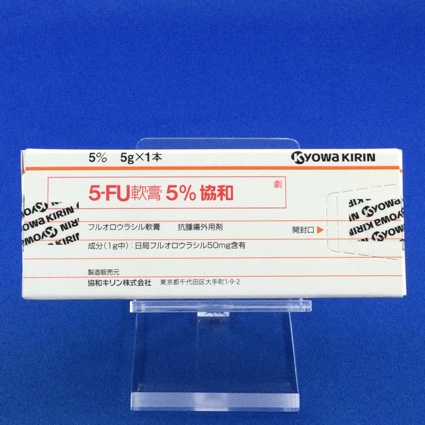 5% 5g×1本
KYOWA KIRIN
5-FU軟膏 5% 協和
劇
フルオロウラシル軟膏 抗腫瘍外用剤
開封口▶
成分(1g中):日局フルオロウラシル50mg含有
製造販売元
協和キリン株式会社 東京都千代田区大手町1-9-2
KYOWA KIRIN
KYOWA KIRIN